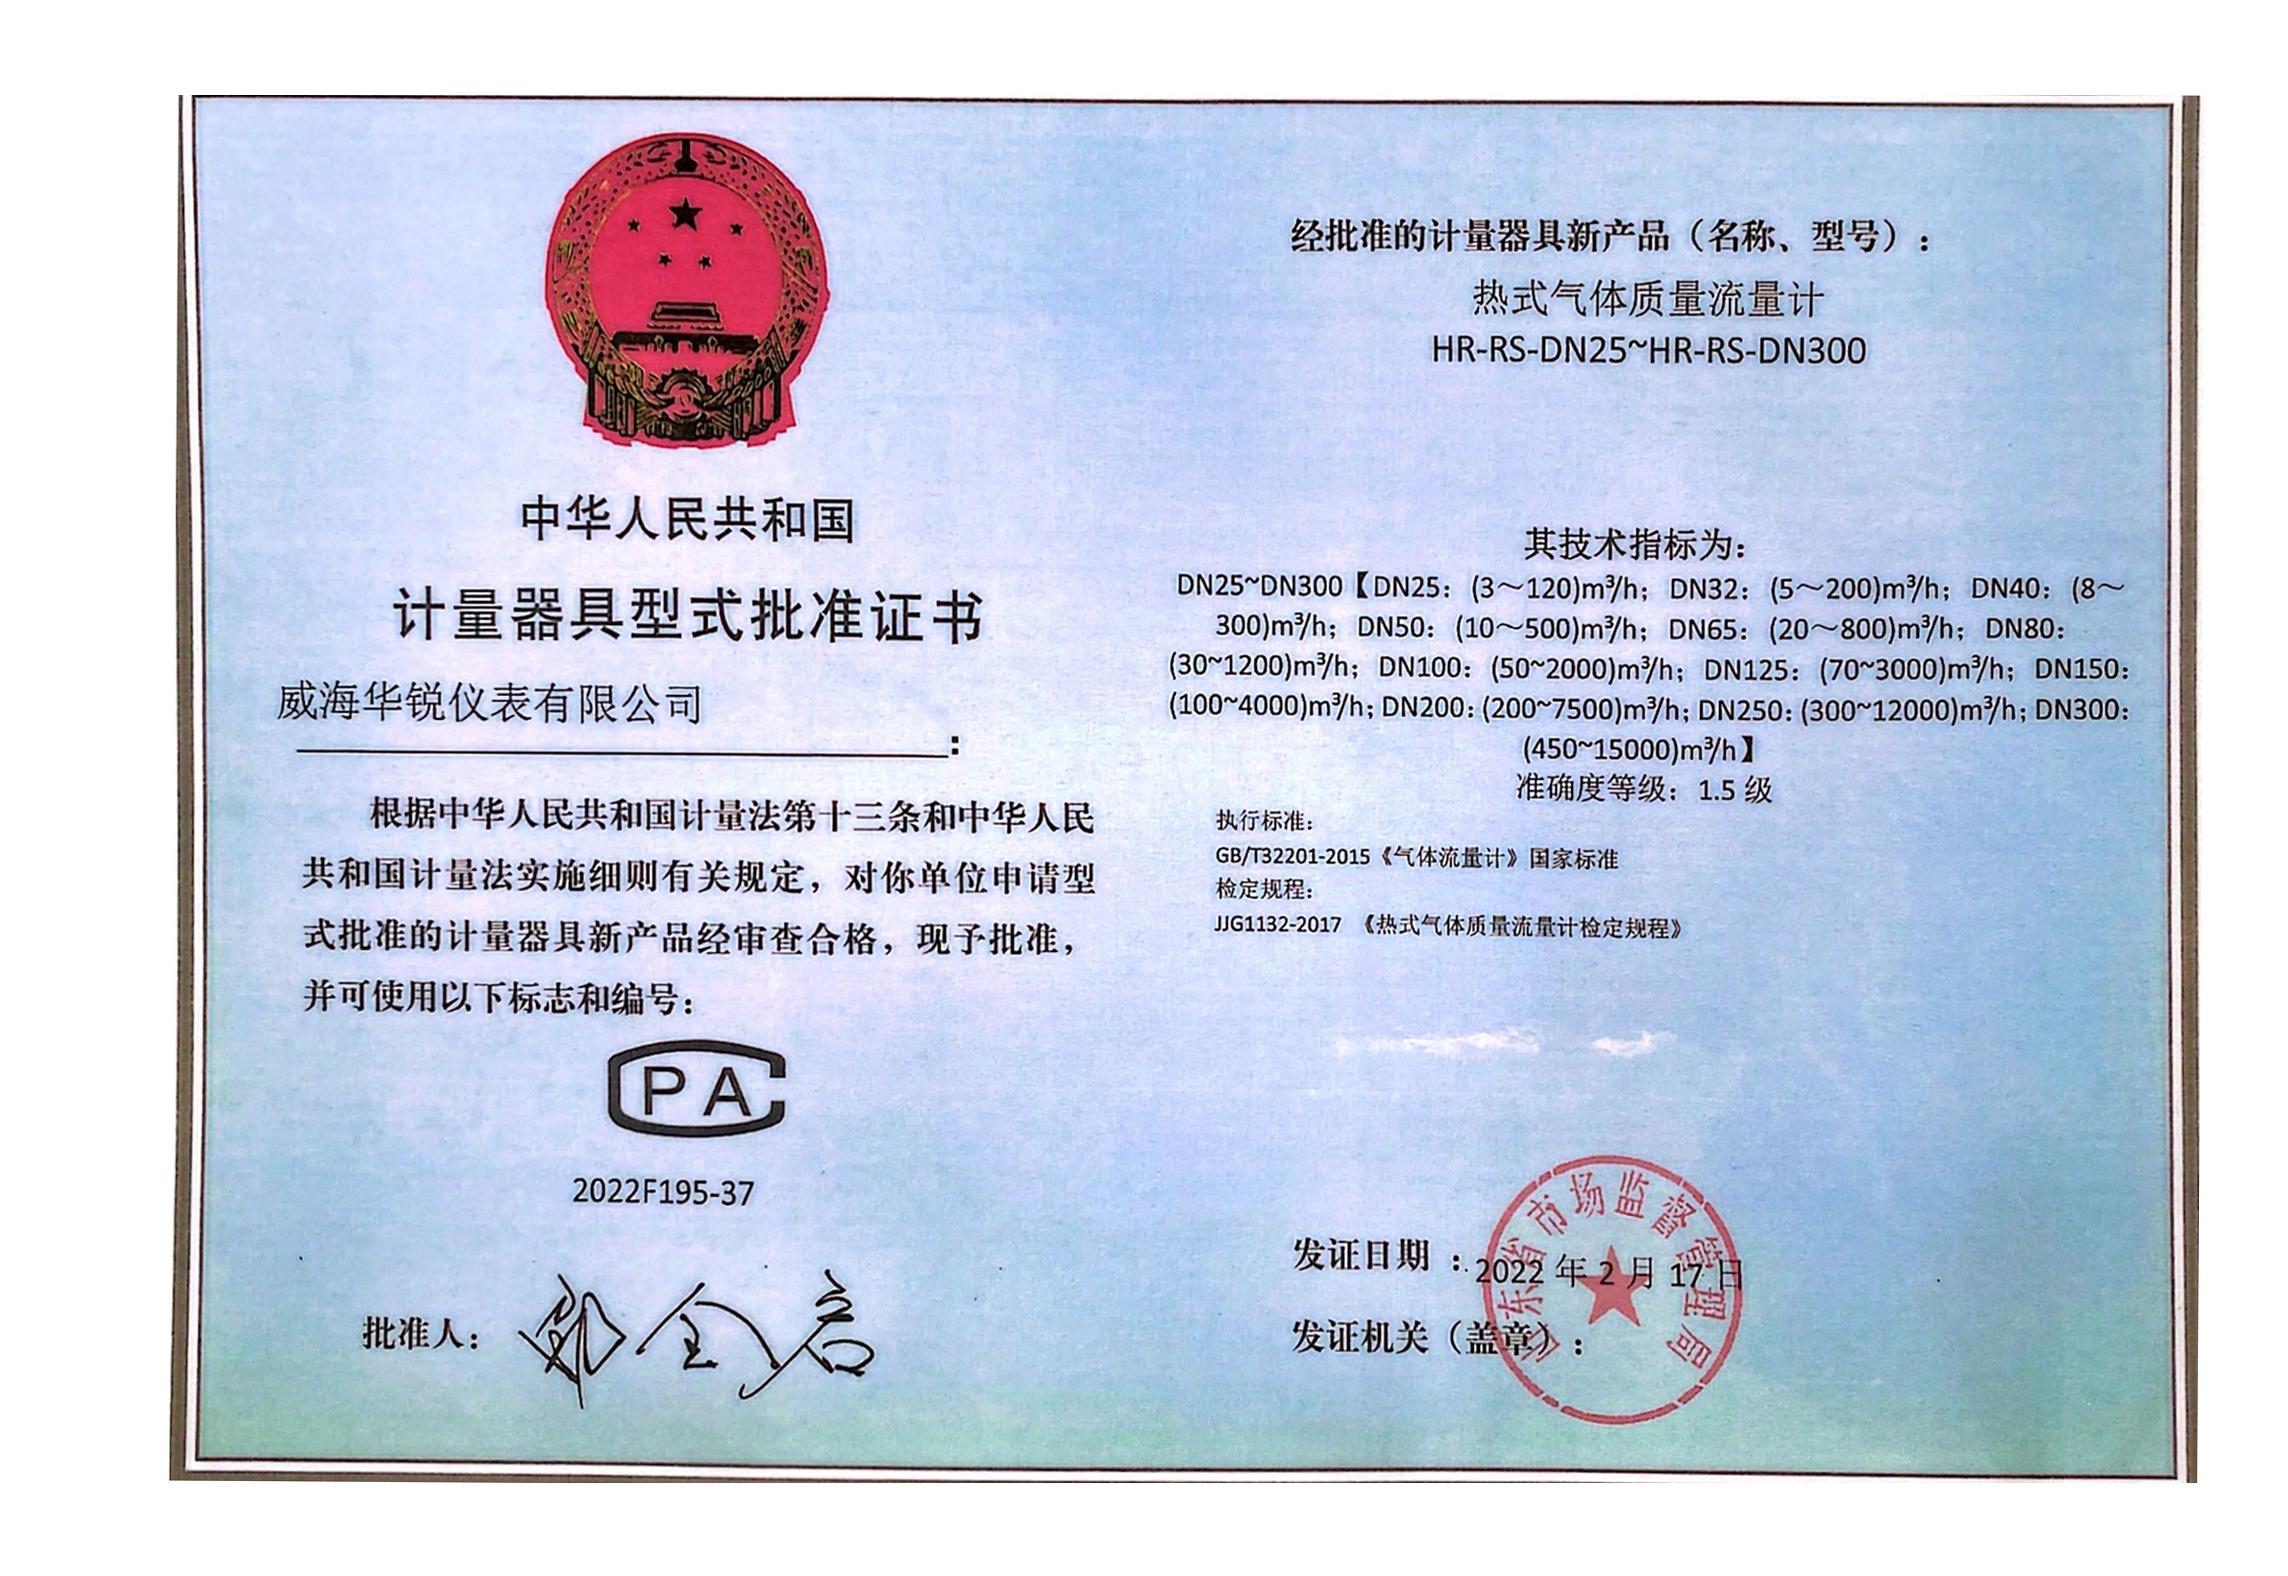 中华人民共和国
计量器具型式批准证书
威海华锐仪表有限公司
:
根据中华人民共和国计量法第十三条和中华人民
共和国计量法实施细则有关规定，对你单位申请型
式批准的计量器具新产品经审查合格，现予批准，
并可使用以下标志和编号：
CPA
2022F195-37
批准人：
经批准的计量器具新产品（名称、型号）：
热式气体质量流量计
HR-RS-DN25~HR-RS-DN300
其技术指标为：
DN25~DN300【DN25：(3～120)m³/h；DN32：(5～200)m³/h；DN40：(8～
300)m³/h；DN50：(10～500)m³/h；DN65：(20～800)m³/h；DN80：
(30~1200)m³/h；DN100：(50~2000)m³/h；DN125：(70~3000)m³/h；DN150：
(100~4000)m³/h；DN200：(200~7500)m³/h；DN250：(300~12000)m³/h；DN300：
(450~15000)m³/h】
准确度等级：1.5 级
执行标准：
GB/T32201-2015《气体流量计》国家标准
检定规程：
JJG1132-2017 《热式气体质量流量计检定规程》
发证日期：2022 年 2 月 17 日
发证机关（盖章）：
山东省市场监督管理局